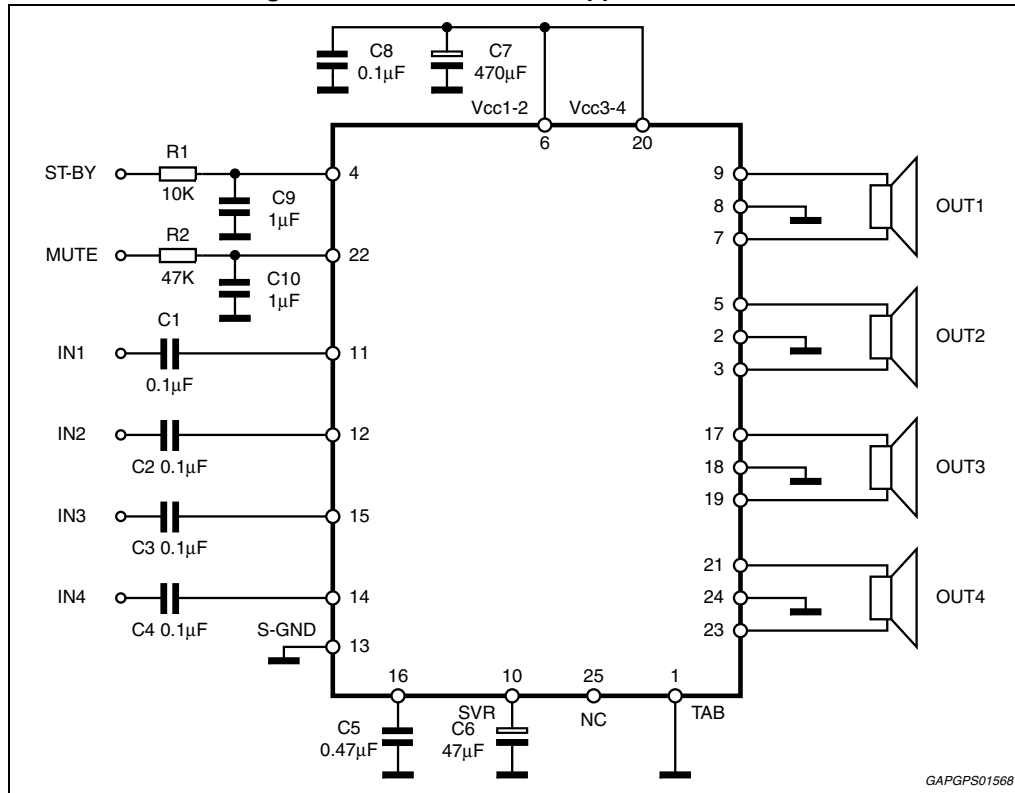 C8
0.1µF
C7
470µF
Vcc1-2
Vcc3-4
6
20
ST-BY
R1
10K
4
C9
1µF
MUTE
R2
47K
22
C10
1µF
IN1
C1
0.1µF
11
IN2
C2 0.1µF
12
IN3
C3 0.1µF
15
IN4
C4 0.1µF
14
S-GND
13
9
8
7
OUT1
5
2
3
OUT2
17
18
19
OUT3
21
24
23
OUT4
16
10
25
1
SVR
NC
TAB
C5
0.47µF
C6
47µF
GAPGPS01568